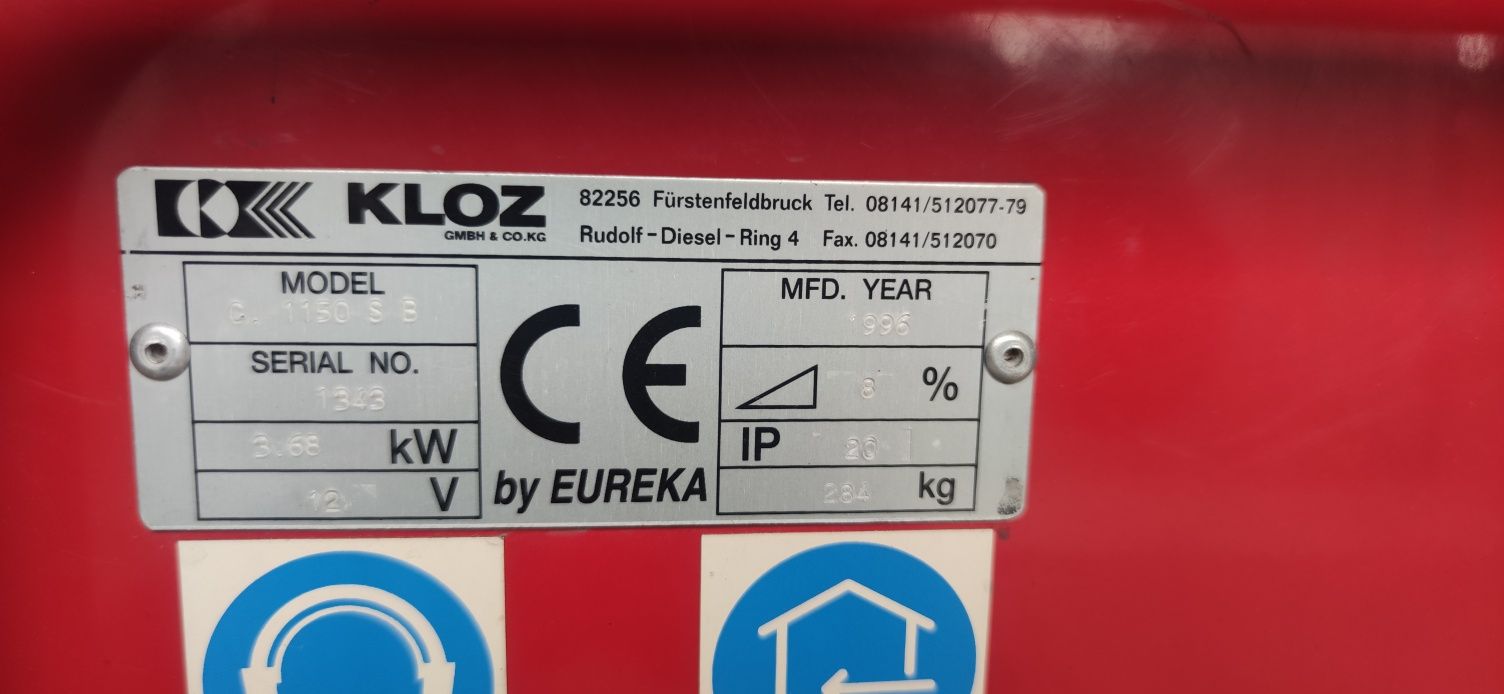 KLOZ
GMBH & CO.KG
82256 Fürstenfeldbruck Tel. 08141/512077-79
Rudolf-Diesel-Ring 4 Fax. 08141/512070
MODEL
C. 1150 S B
SERIAL NO.
1343
3.68 kW
12 V
CE
by EUREKA
MFD. YEAR
1996
8 %
IP 20
284 kg